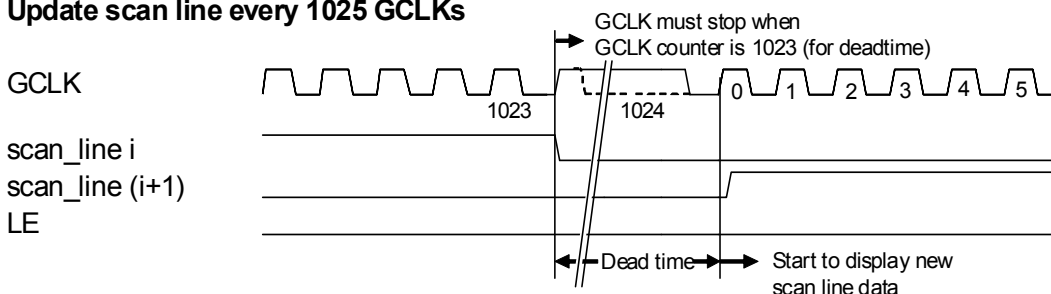 Update scan line every 1025 GCLKs
GCLK must stop when
GCLK counter is 1023 (for deadtime)
GCLK
1023
1024
0 1 2 3 4 5
scan_line i
scan_line (i+1)
LE
Dead time
Start to display new
scan line data